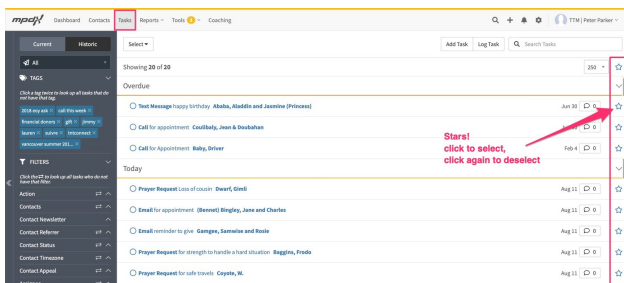 mpdx Dashboard Contacts Tasks Reports Tools 2 Coaching TTM | Peter Parker
Current Historic Select Add Task Log Task Search Tasks
All
Showing 20 of 20 250
TAGS
Click a tag twice to look up all tasks that do not have that tag.
2018 eoy ask × call this week ×
financial donors × gift × jimmy ×
lauren × suivre × tntconnect ×
vancouver summer 201... ×
FILTERS
Click the ⇄ to look up all tasks who do not have that filter.
Action
Contacts
Contact Newsletter
Contact Referrer
Contact Status
Contact Timezone
Contact Appeal
Overdue
Text Message happy birthday Ababa, Aladdin and Jasmine (Princess) Jun 30 0
Call for appointment Coulibaly, Jean & Doubahan 0
Call for Appointment Baby, Driver Feb 4 0
Stars!
click to select,
click again to deselect
Today
Prayer Request Loss of cousin Dwarf, Gimli Aug 11 0
Email for appointment (Bennet) Bingley, Jane and Charles Aug 11 0
Email reminder to give Gamgee, Samwise and Rosie Aug 11 0
Prayer Request for strength to handle a hard situation Baggins, Frodo Aug 11 0
Prayer Request for safe travels Coyote, W. Aug 11 0